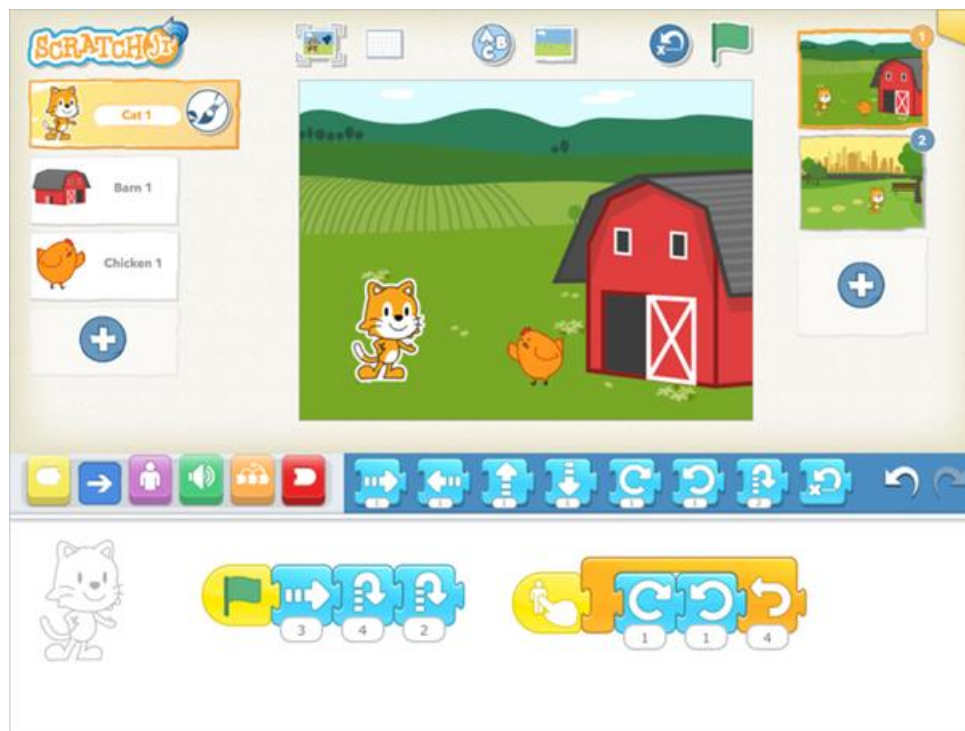 SCRATCH Jr
Cat 1
Barn 1
Chicken 1
A B C
1
2
3 4 2
1 1 4